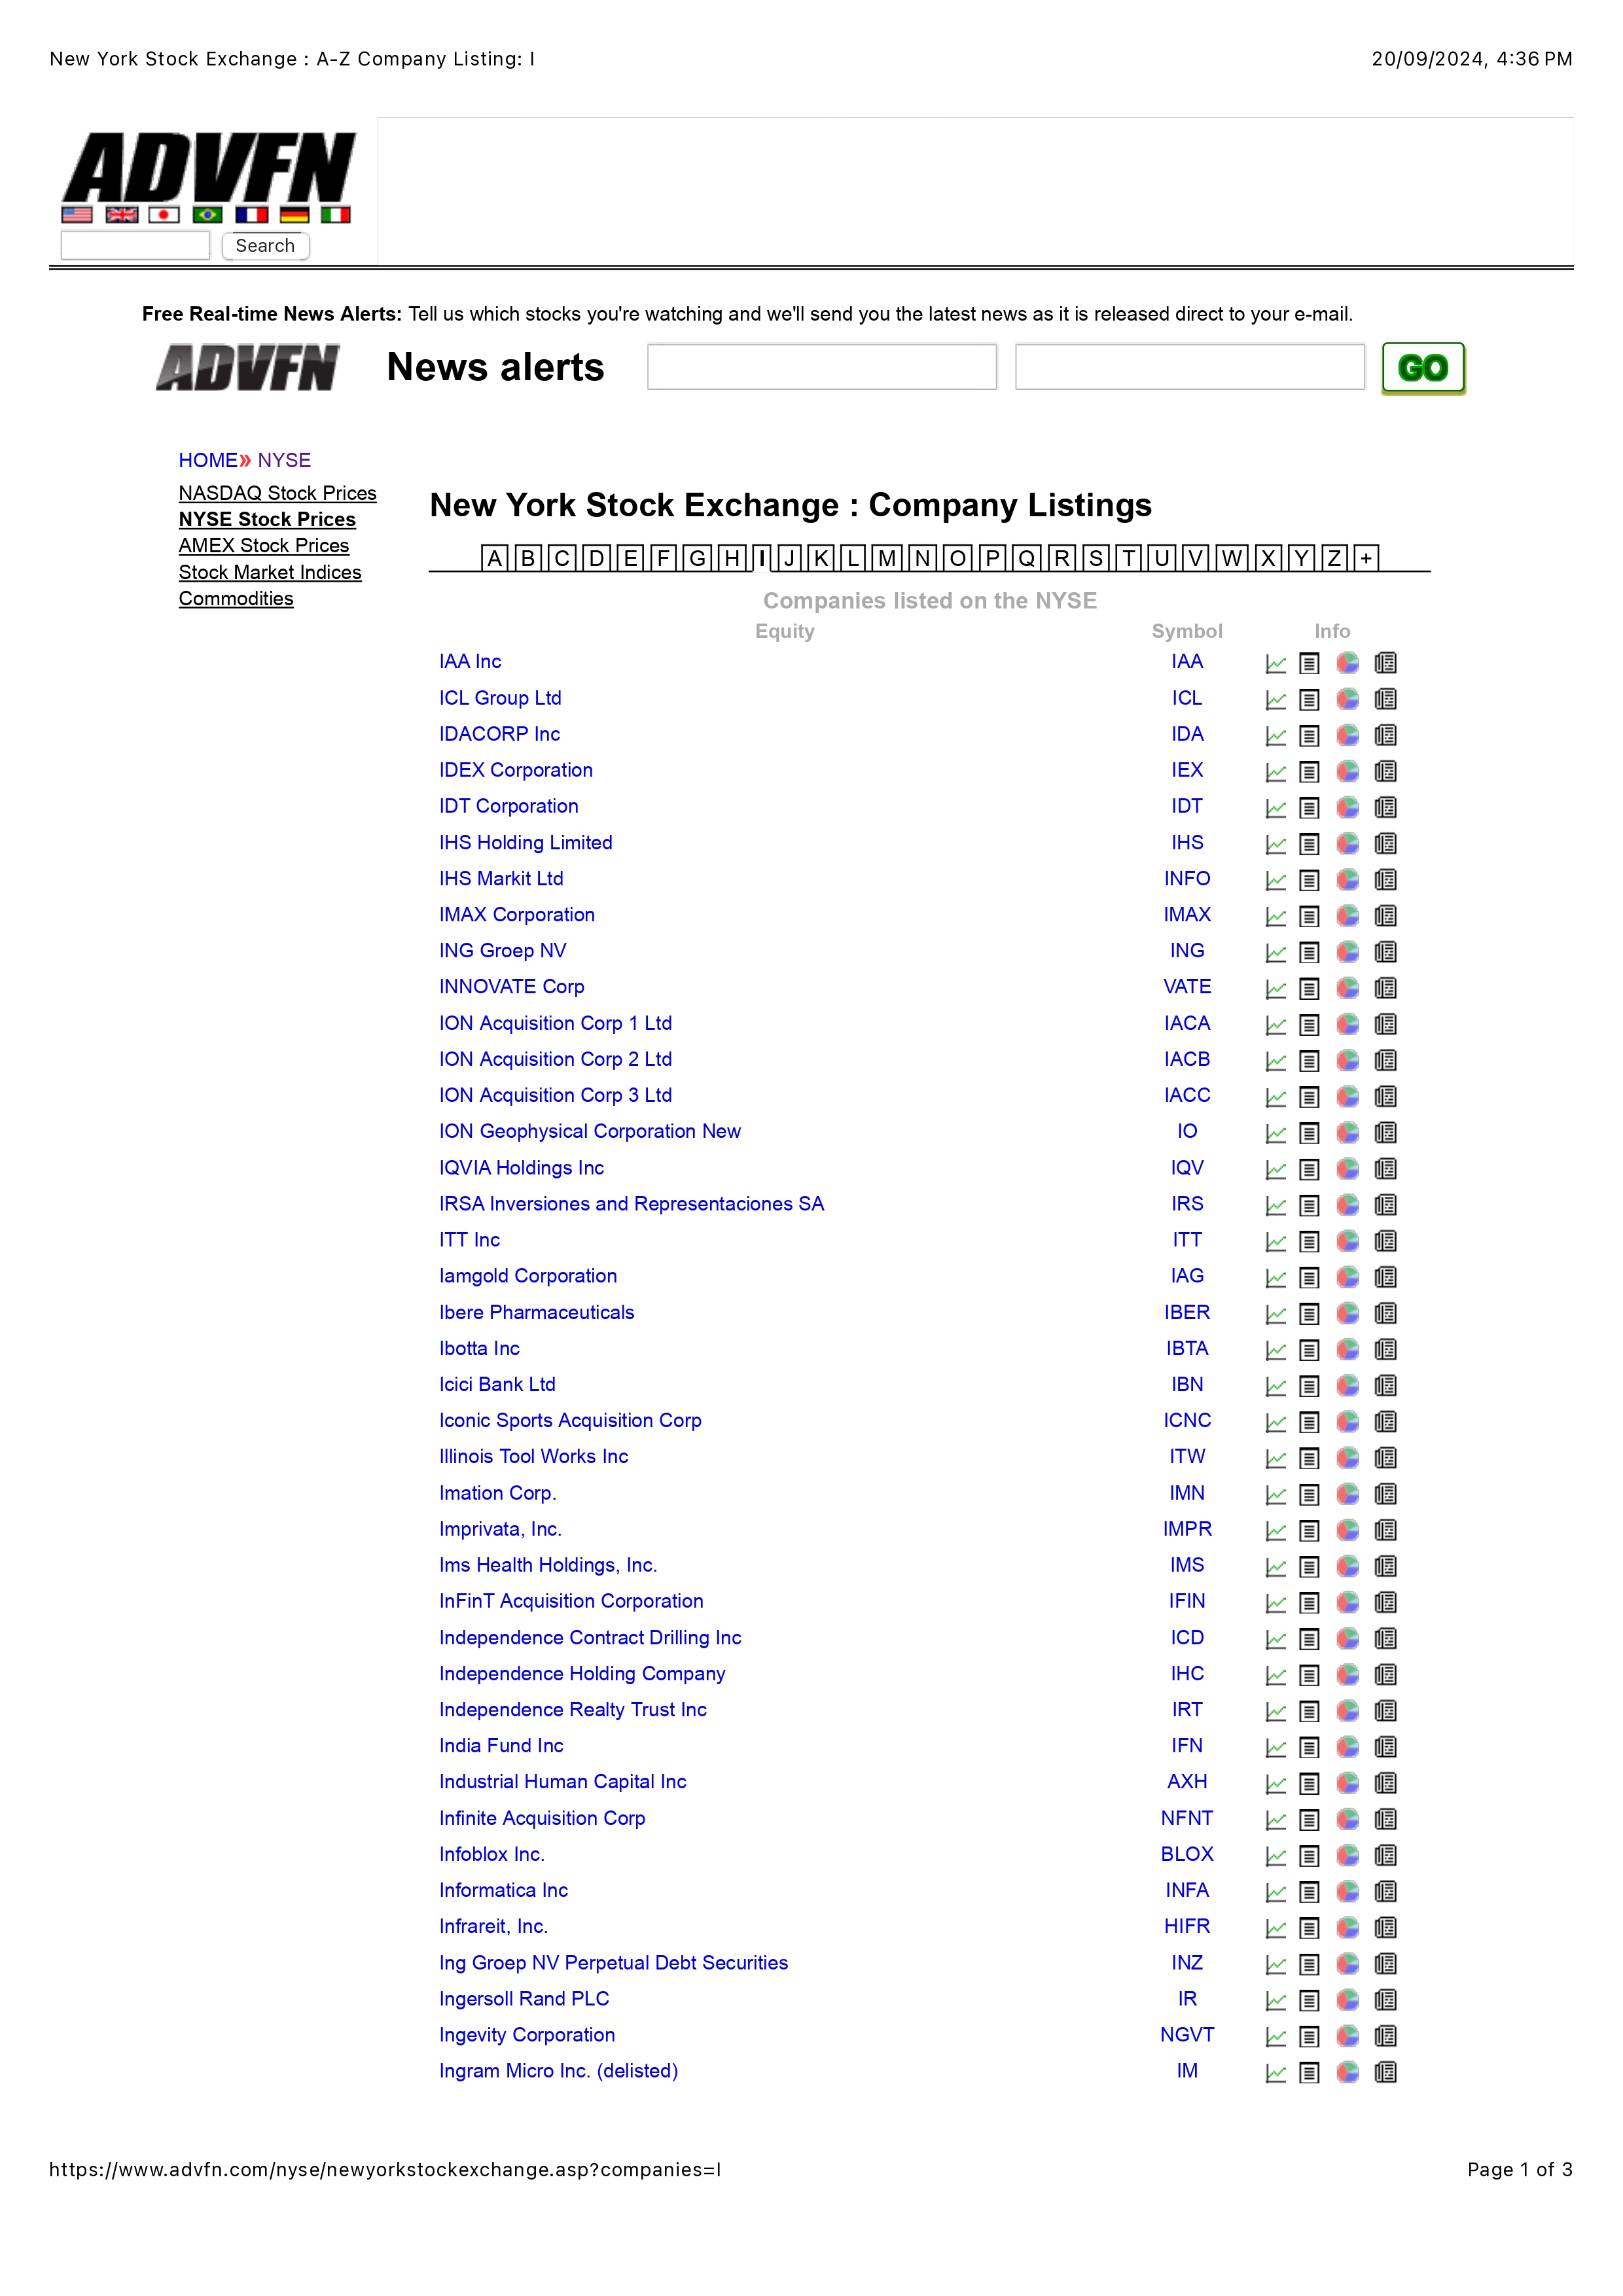 New York Stock Exchange : A-Z Company Listing: I 20/09/2024, 4:36 PM
ADVFN
Search
Free Real-time News Alerts: Tell us which stocks you're watching and we'll send you the latest news as it is released direct to your e-mail.
ADVFN News alerts GO
HOME» NYSE
NASDAQ Stock Prices
NYSE Stock Prices
AMEX Stock Prices
Stock Market Indices
Commodities
New York Stock Exchange : Company Listings
A B C D E F G H I J K L M N O P Q R S T U V W X Y Z +
Companies listed on the NYSE
Equity Symbol Info
IAA Inc IAA
ICL Group Ltd ICL
IDACORP Inc IDA
IDEX Corporation IEX
IDT Corporation IDT
IHS Holding Limited IHS
IHS Markit Ltd INFO
IMAX Corporation IMAX
ING Groep NV ING
INNOVATE Corp VATE
ION Acquisition Corp 1 Ltd IACA
ION Acquisition Corp 2 Ltd IACB
ION Acquisition Corp 3 Ltd IACC
ION Geophysical Corporation New IO
IQVIA Holdings Inc IQV
IRSA Inversiones and Representaciones SA IRS
ITT Inc ITT
Iamgold Corporation IAG
Ibere Pharmaceuticals IBER
Ibotta Inc IBTA
Icici Bank Ltd IBN
Iconic Sports Acquisition Corp ICNC
Illinois Tool Works Inc ITW
Imation Corp. IMN
Imprivata, Inc. IMPR
Ims Health Holdings, Inc. IMS
InFinT Acquisition Corporation IFIN
Independence Contract Drilling Inc ICD
Independence Holding Company IHC
Independence Realty Trust Inc IRT
India Fund Inc IFN
Industrial Human Capital Inc AXH
Infinite Acquisition Corp NFNT
Infoblox Inc. BLOX
Informatica Inc INFA
Infrareit, Inc. HIFR
Ing Groep NV Perpetual Debt Securities INZ
Ingersoll Rand PLC IR
Ingevity Corporation NGVT
Ingram Micro Inc. (delisted) IM
https://www.advfn.com/nyse/newyorkstockexchange.asp?companies=I Page 1 of 3